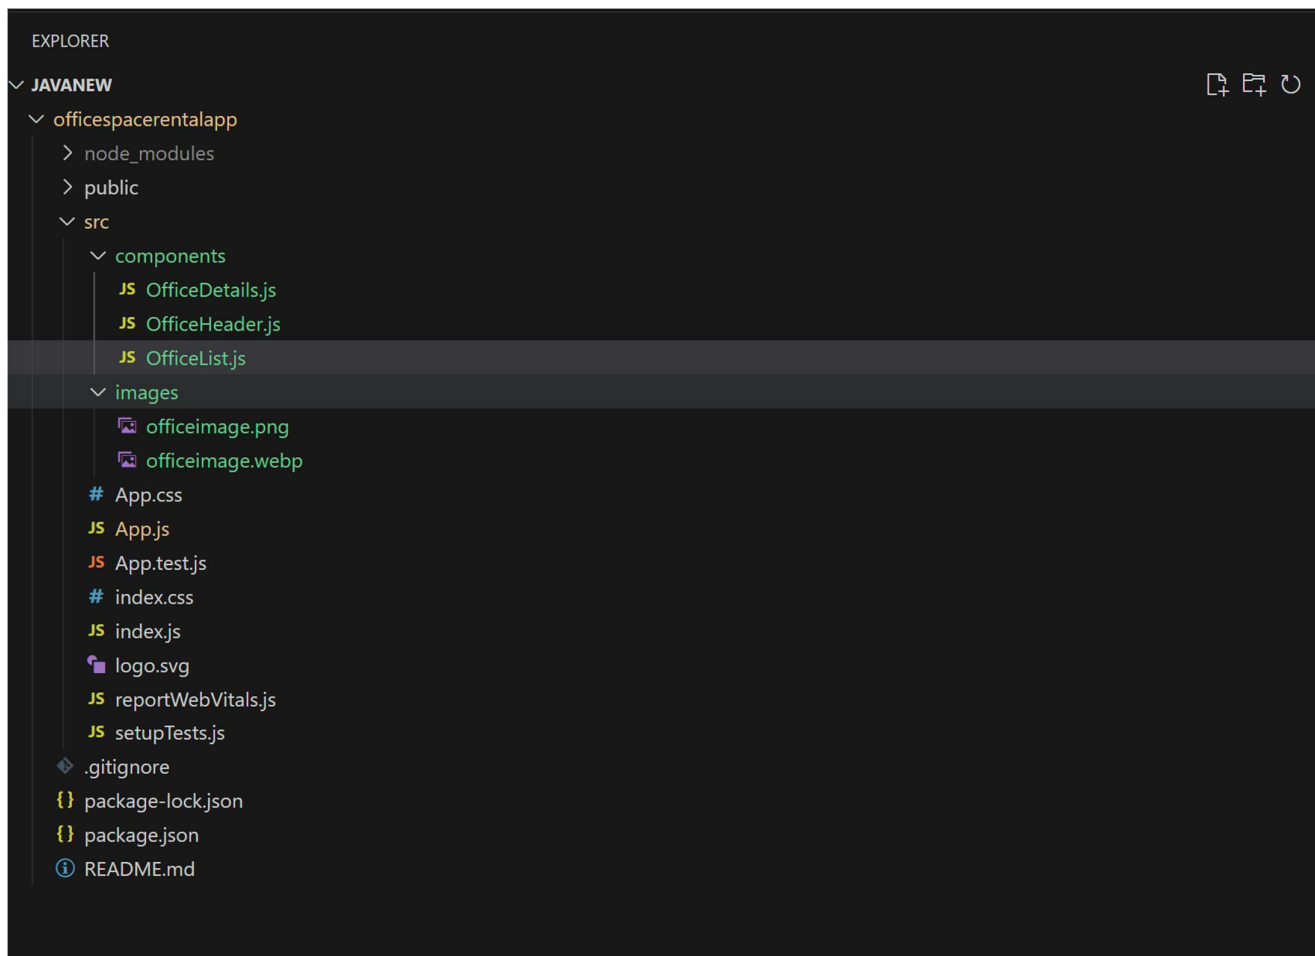 EXPLORER
JAVANEW
officespacerentalapp
node_modules
public
src
components
JS OfficeDetails.js
JS OfficeHeader.js
JS OfficeList.js
images
officeimage.png
officeimage.webp
# App.css
JS App.js
JS App.test.js
# index.css
JS index.js
logo.svg
JS reportWebVitals.js
JS setupTests.js
.gitignore
{} package-lock.json
{} package.json
README.md